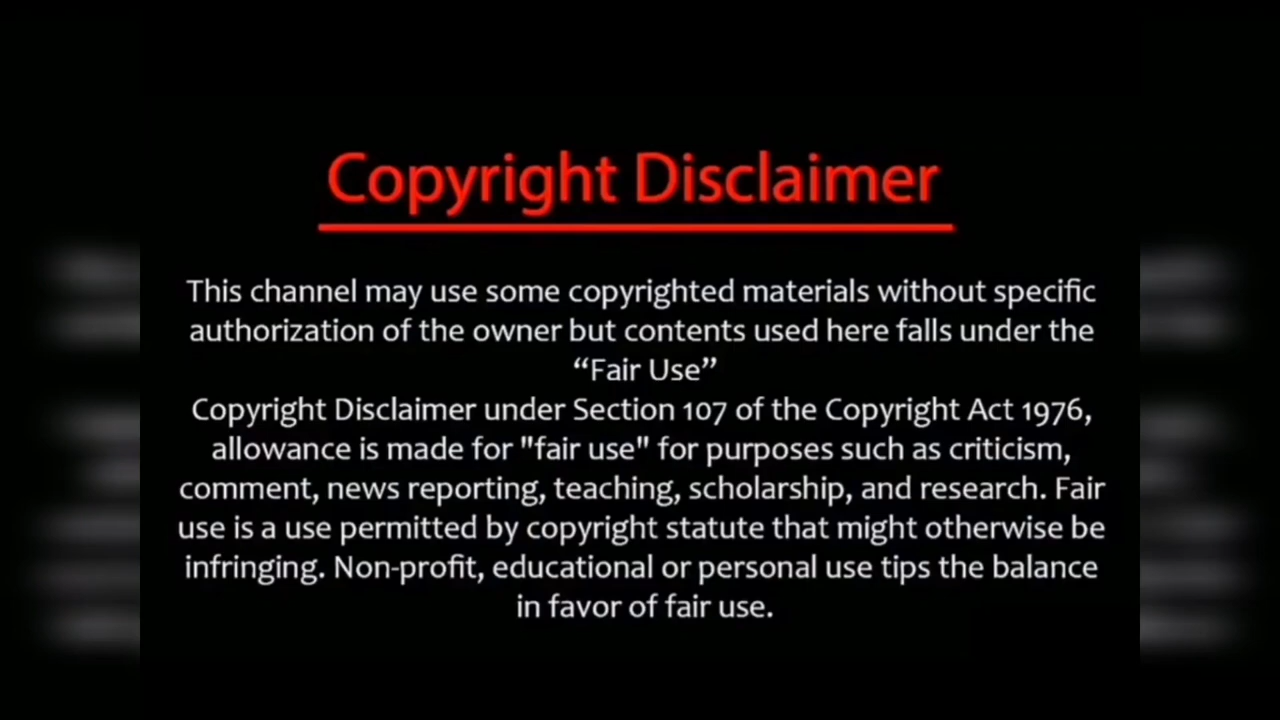 Copyright Disclaimer
This channel may use some copyrighted materials without specific
authorization of the owner but contents used here falls under the
“Fair Use”
Copyright Disclaimer under Section 107 of the Copyright Act 1976,
allowance is made for "fair use" for purposes such as criticism,
comment, news reporting, teaching, scholarship, and research. Fair
use is a use permitted by copyright statute that might otherwise be
infringing. Non-profit, educational or personal use tips the balance
in favor of fair use.